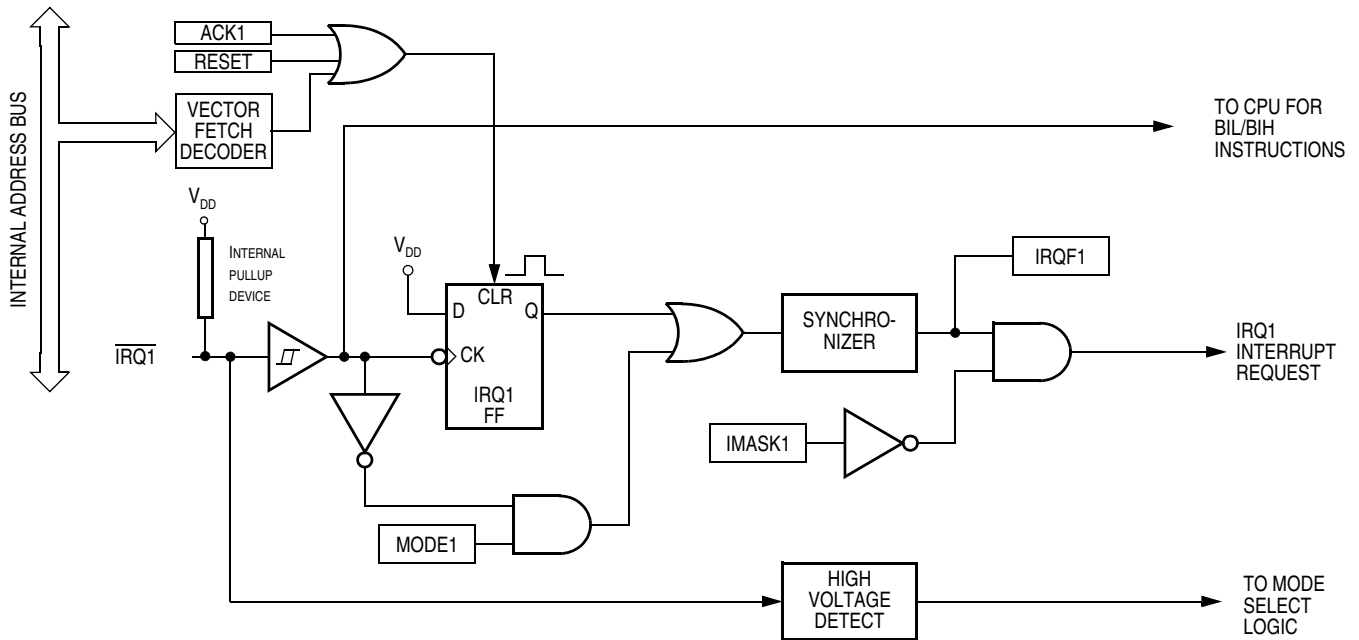 INTERNAL ADDRESS BUS
ACK1
RESET
VECTOR
FETCH
DECODER
TO CPU FOR
BIL/BIH
INSTRUCTIONS
VDD
INTERNAL
PULLUP
DEVICE
VDD
IRQ1
CLR
D
Q
CK
IRQ1
FF
SYNCHRO-
NIZER
IRQF1
IRQ1
INTERRUPT
REQUEST
IMASK1
MODE1
HIGH
VOLTAGE
DETECT
TO MODE
SELECT
LOGIC